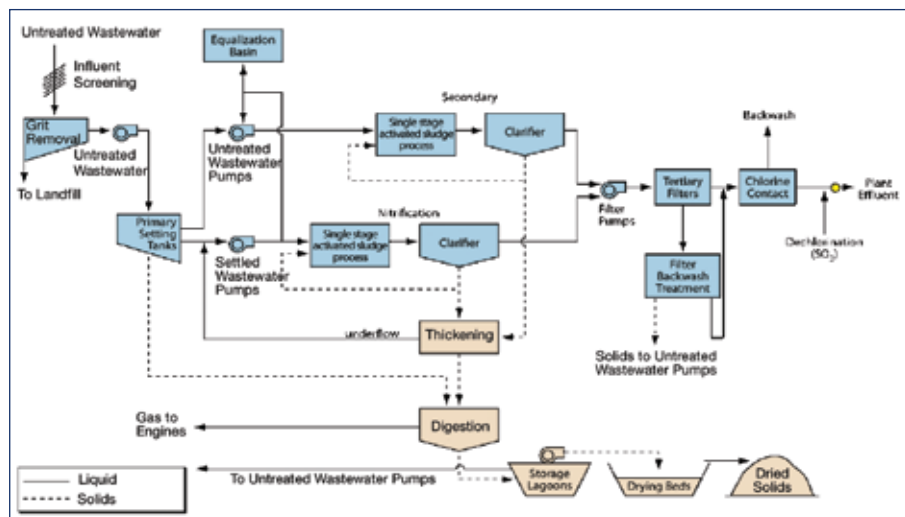 Untreated Wastewater
Influent
Screening
Grit
Removal
Untreated
Wastewater
To Landfill
Primary
Setting
Tanks
Equalization
Basin
Untreated
Wastewater
Pumps
Settled
Wastewater
Pumps
Secondary
Single stage
activated sludge
process
Clarifier
Nitrification
Single stage
activated sludge
process
Clarifier
Filter
Pumps
Tertiary
Filters
Backwash
Chlorine
Contact
Plant
Effluent
Dechlorination
(SO2)
Filter
Backwash
Treatment
Solids to Untreated
Wastewater Pumps
underflow
Thickening
Digestion
Gas to
Engines
To Untreated Wastewater Pumps
Storage
Lagoons
Drying Beds
Dried
Solids
Liquid
Solids